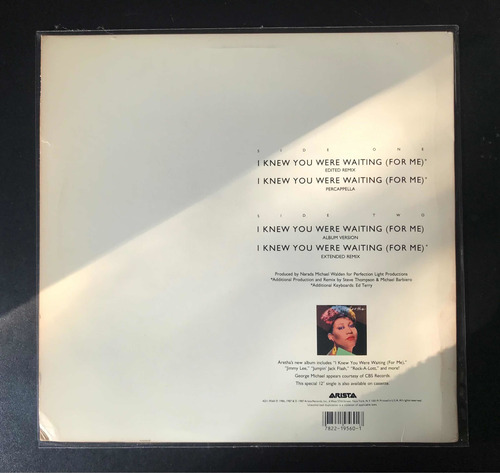 SIDE ONE
I KNEW YOU WERE WAITING (FOR ME)*
EDITED REMIX
I KNEW YOU WERE WAITING (FOR ME)*
PERCAPPELLA
SIDE TWO
I KNEW YOU WERE WAITING (FOR ME)
ALBUM VERSION
I KNEW YOU WERE WAITING (FOR ME)*
EXTENDED REMIX
Produced by Narada Michael Walden for Perfection Light Productions
*Additional Production and Remix by Steve Thompson & Michael Barbiero
*Additional Keyboards: Ed Terry
Aretha's new album includes "I Knew You Were Waiting (For Me),"
"Jimmy Lee," "Jumpin' Jack Flash," "Rock-A-Lott," and more!
George Michael appears courtesy of CBS Records
This special 12" single is also available on cassette.
ARISTA
7822-19560-1